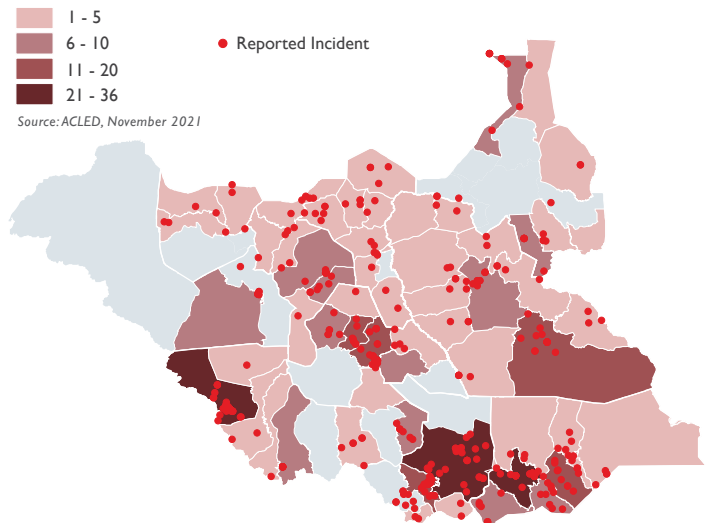 1 - 5
6 - 10
Reported Incident
11 - 20
21 - 36
Source: ACLED, November 2021